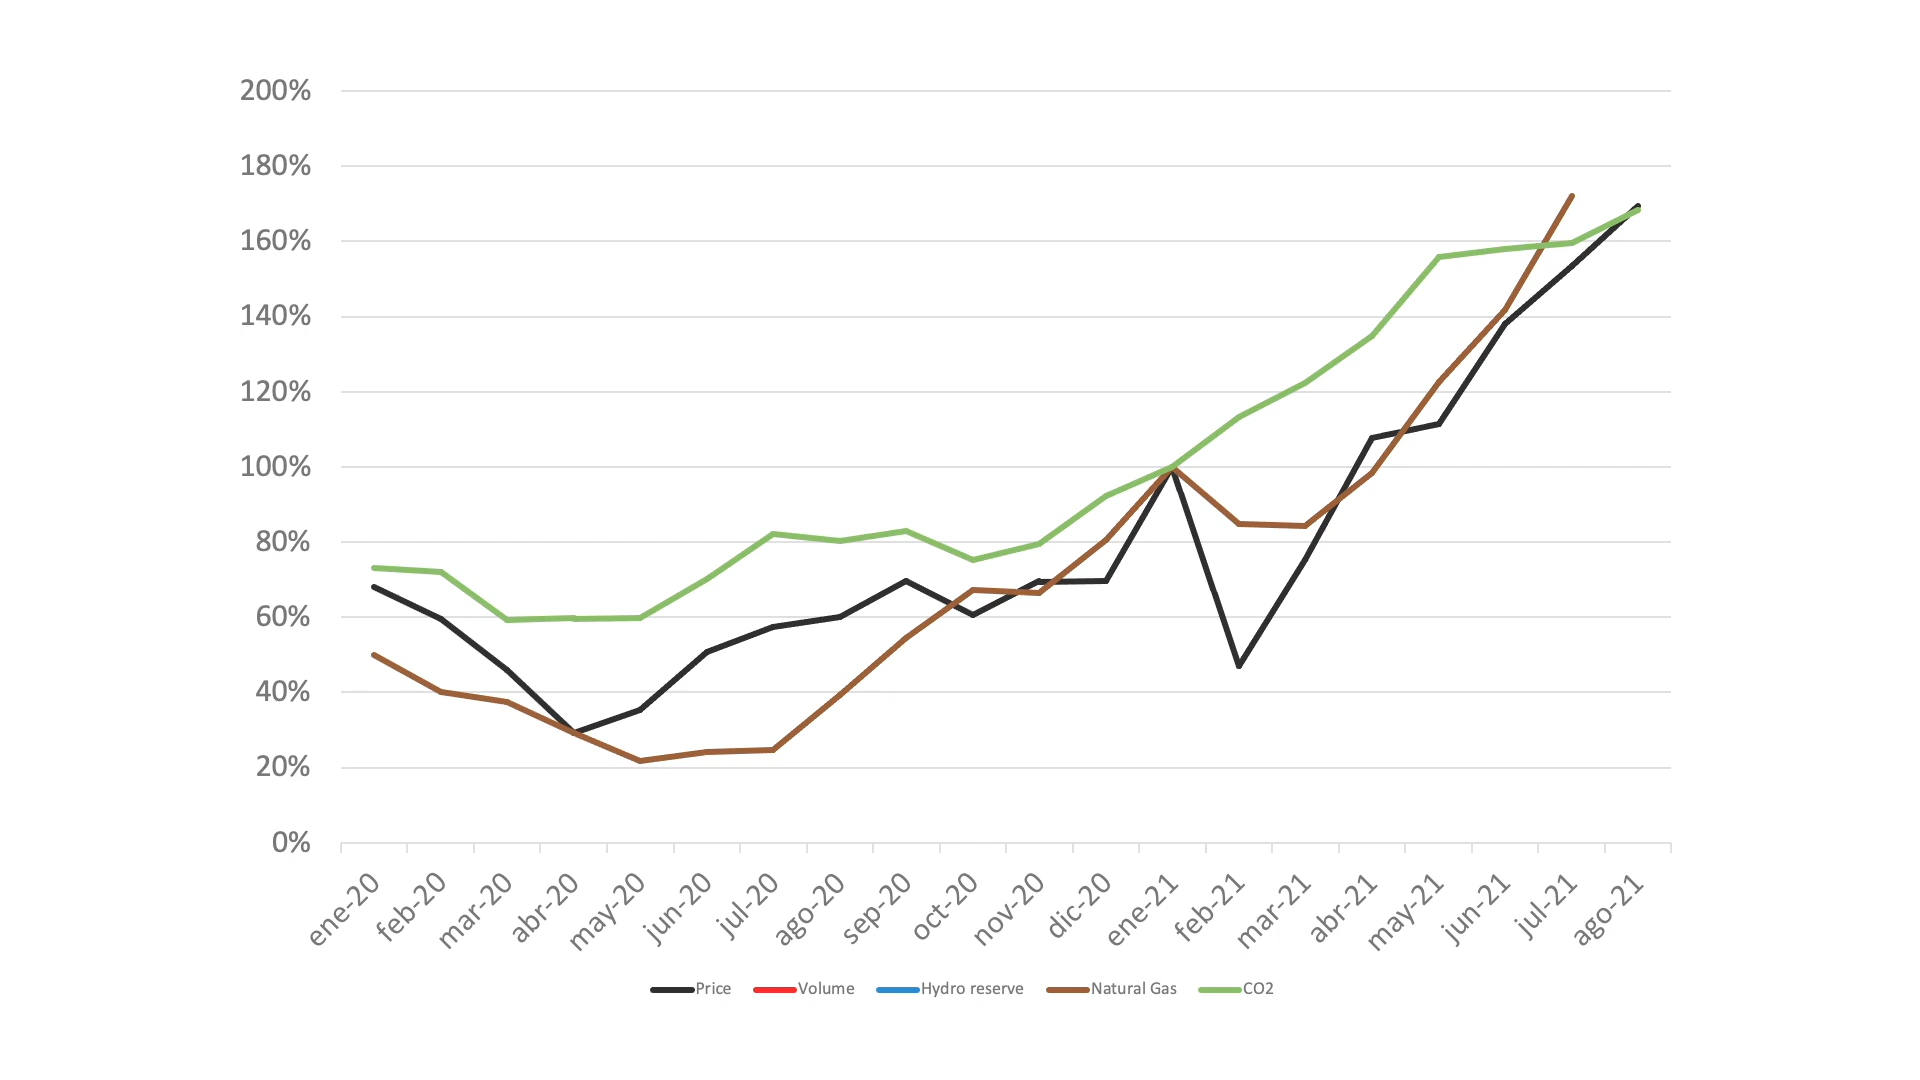 200%
180%
160%
140%
120%
100%
80%
60%
40%
20%
0%
ene-20
feb-20
mar-20
abr-20
may-20
jun-20
jul-20
ago-20
sep-20
oct-20
nov-20
dic-20
ene-21
feb-21
mar-21
abr-21
may-21
jun-21
jul-21
ago-21
Price Volume Hydro reserve Natural Gas CO2